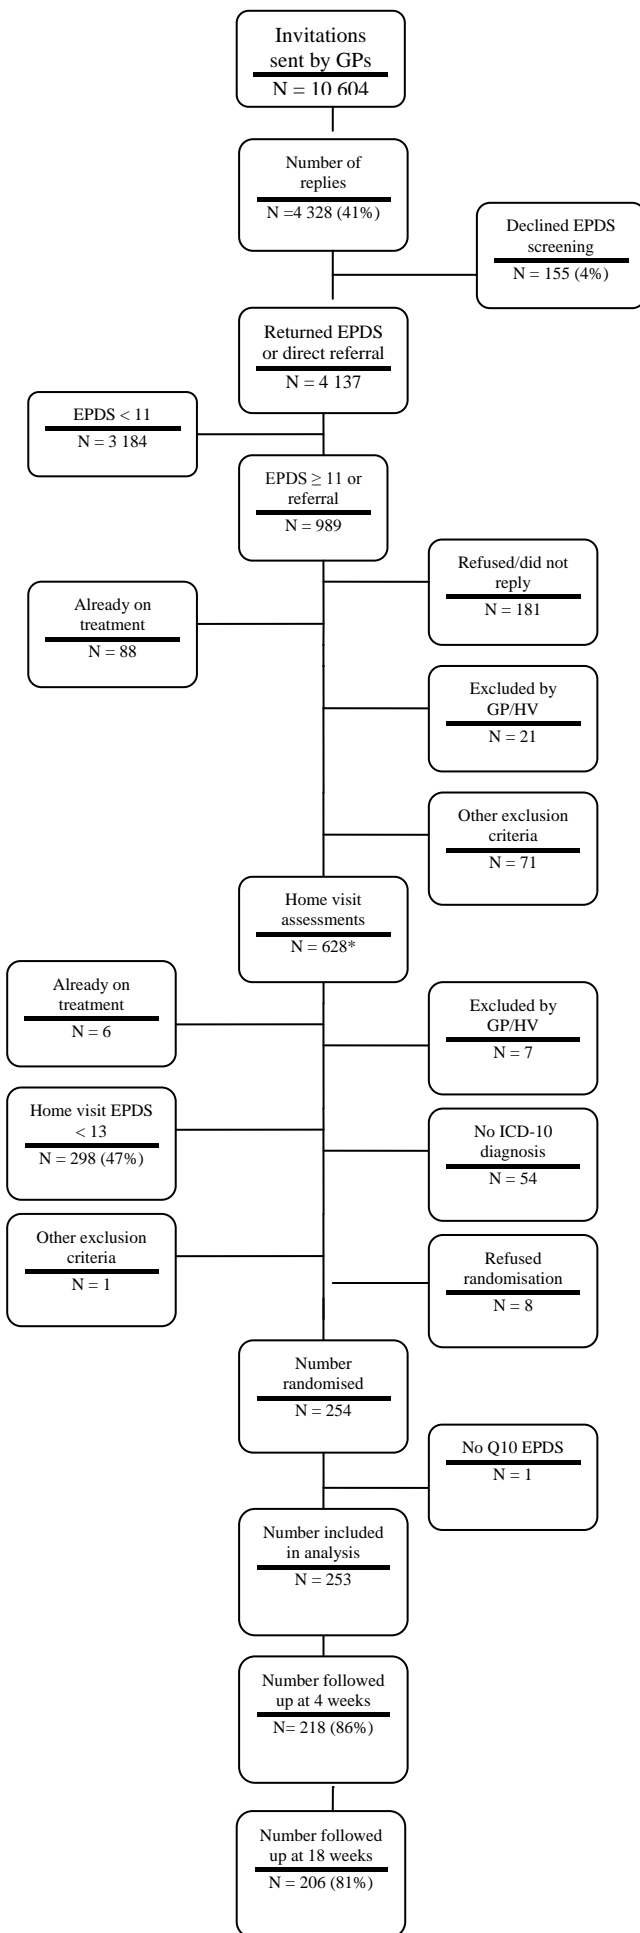 Invitations
sent by GPs
N = 10 604
Number of
replies
N =4 328 (41%)
Declined EPDS
screening
N = 155 (4%)
Returned EPDS
or direct referral
N = 4 137
EPDS < 11
N = 3 184
EPDS ≥ 11 or
referral
N = 989
Refused/did not
reply
N = 181
Already on
treatment
N = 88
Excluded by
GP/HV
N = 21
Other exclusion
criteria
N = 71
Home visit
assessments
N = 628*
Already on
treatment
N = 6
Excluded by
GP/HV
N = 7
Home visit EPDS
< 13
N = 298 (47%)
No ICD-10
diagnosis
N = 54
Other exclusion
criteria
N = 1
Refused
randomisation
N = 8
Number
randomised
N = 254
No Q10 EPDS
N = 1
Number included
in analysis
N = 253
Number followed
up at 4 weeks
N= 218 (86%)
Number followed
up at 18 weeks
N = 206 (81%)